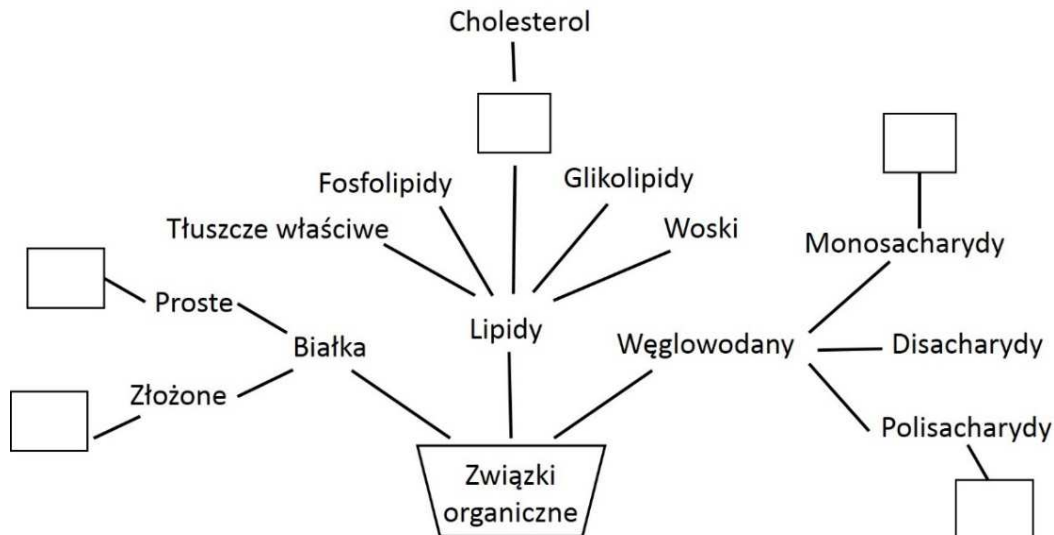 Cholesterol
Fosfolipidy
Glikolipidy
Tłuszcze właściwe
Woski
Monosacharydy
Proste
Lipidy
Białka
Węglowodany
Disacharydy
Złożone
Polisacharydy
Związki
organiczne